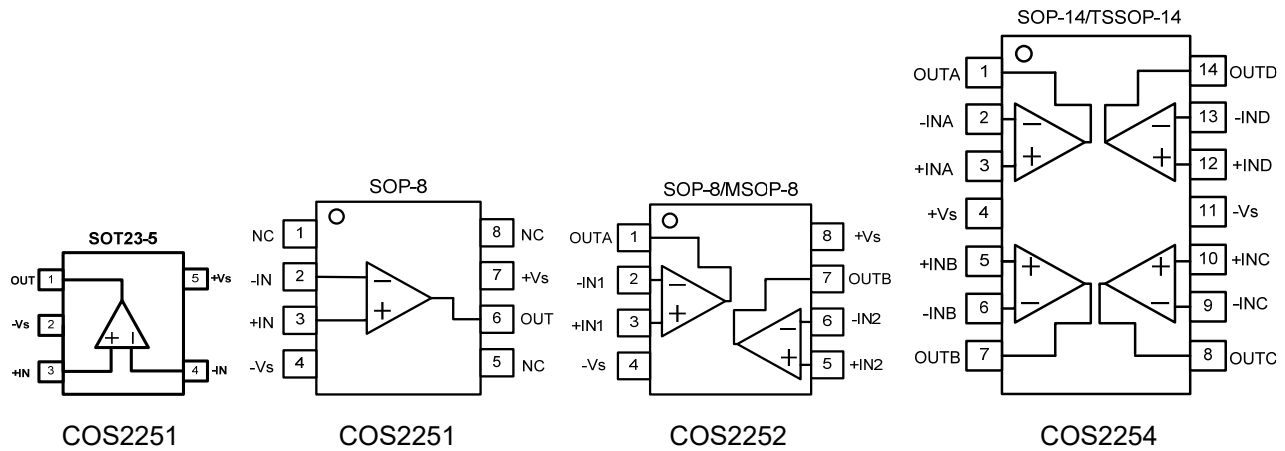 SOT23-5
OUT 1 5 +Vs
-Vs 2
+IN 3 4 -IN
+ −
COS2251
SOP-8
NC 1 8 NC
-IN 2 7 +Vs
+IN 3 6 OUT
-Vs 4 5 NC
−
+
COS2251
SOP-8/MSOP-8
OUTA 1 8 +Vs
-IN1 2 7 OUTB
+IN1 3 6 -IN2
-Vs 4 5 +IN2
− −
+ +
COS2252
SOP-14/TSSOP-14
OUTA 1 14 OUTD
-INA 2 − − 13 -IND
+INA 3 + + 12 +IND
+Vs 4 11 -Vs
+INB 5 + + 10 +INC
-INB 6 − − 9 -INC
OUTB 7 8 OUTC
COS2254